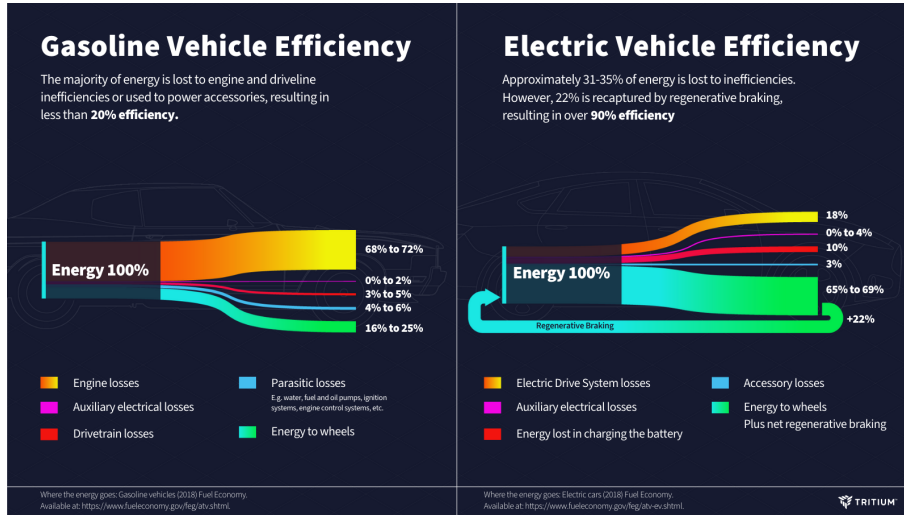 Gasoline Vehicle Efficiency
The majority of energy is lost to engine and driveline
inefficiencies or used to power accessories, resulting in
less than 20% efficiency.
Energy 100%
68% to 72%
0% to 2%
3% to 5%
4% to 6%
16% to 25%
Engine losses
Auxiliary electrical losses
Drivetrain losses
Parasitic losses
E.g. water, fuel and oil pumps, ignition
systems, engine control systems, etc.
Energy to wheels
Where the energy goes: Gasoline vehicles (2018) Fuel Economy.
Available at: https://www.fueleconomy.gov/feg/atv.shtml.
Electric Vehicle Efficiency
Approximately 31-35% of energy is lost to inefficiencies.
However, 22% is recaptured by regenerative braking,
resulting in over 90% efficiency
Energy 100%
18%
0% to 4%
10%
3%
65% to 69%
+22%
Regenerative Braking
Electric Drive System losses
Auxiliary electrical losses
Energy lost in charging the battery
Accessory losses
Energy to wheels
Plus net regenerative braking
Where the energy goes: Electric cars (2018) Fuel Economy.
Available at: https://www.fueleconomy.gov/feg/atv-ev.shtml.
TRITIUM